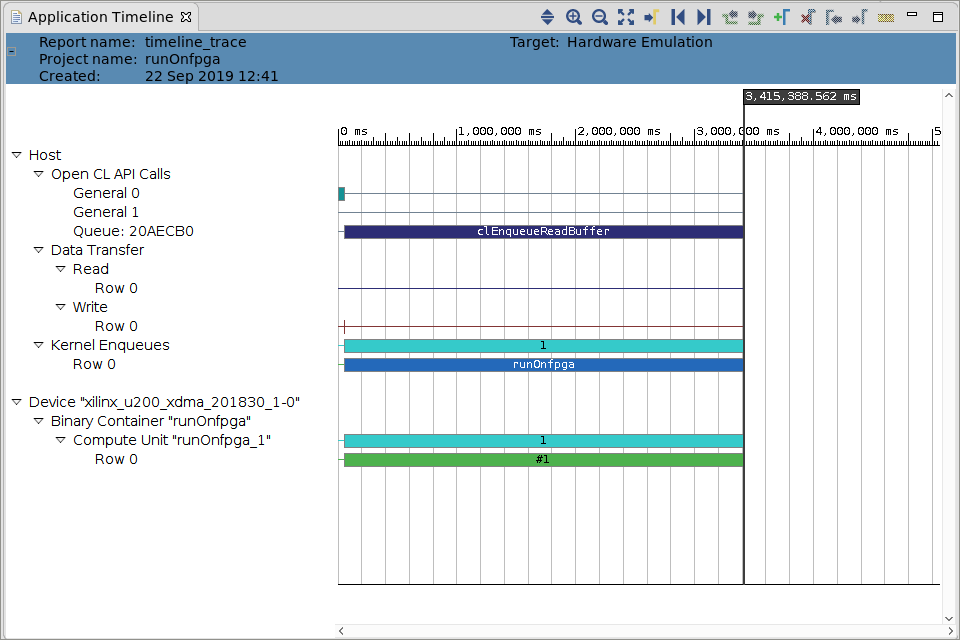 Application Timeline
Report name: timeline_trace Target: Hardware Emulation
Project name: runOnfpga
Created: 22 Sep 2019 12:41
3,415,388.562 ms
0 ms 1,000,000 ms 2,000,000 ms 3,000,000 ms 4,000,000 ms 5
Host
Open CL API Calls
General 0
General 1
Queue: 20AECB0 clEnqueueReadBuffer
Data Transfer
Read
Row 0
Write
Row 0
Kernel Enqueues 1
Row 0 runOnfpga
Device "xilinx_u200_xdma_201830_1-0"
Binary Container "runOnfpga"
Compute Unit "runOnfpga_1" 1
Row 0 #1